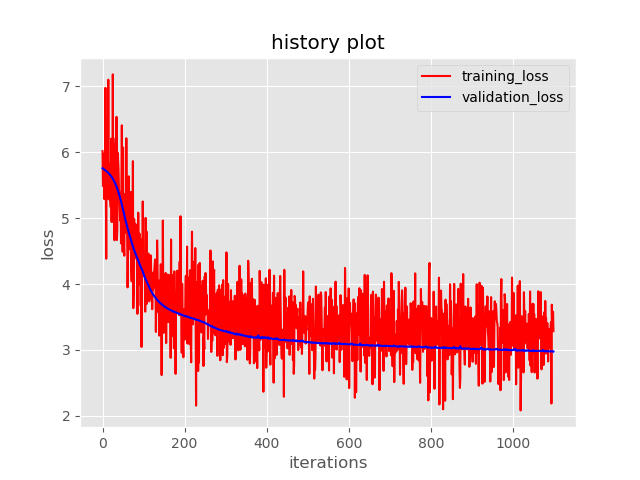 history plot
training_loss
validation_loss
7
6
5
4
3
2
loss
0 200 400 600 800 1000
iterations